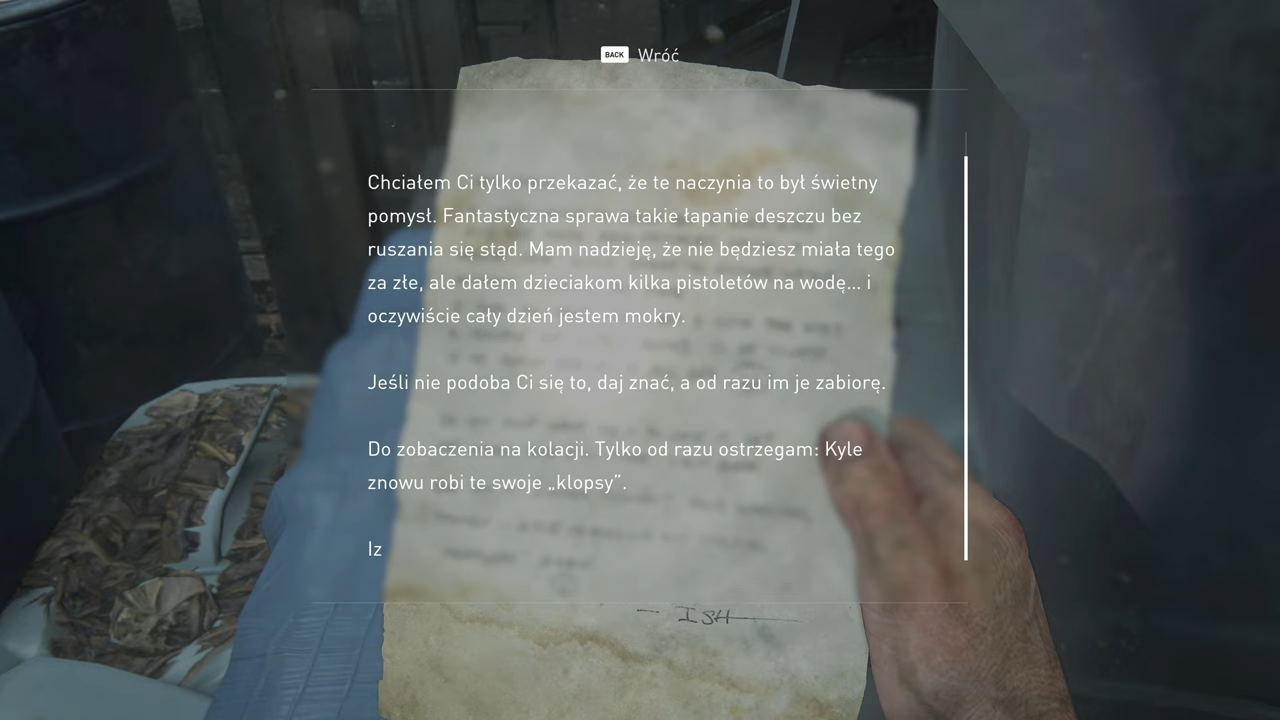 BACK Wróć
Chciałem Ci tylko przekazać, że te naczynia to był świetny
pomysł. Fantastyczna sprawa takie łapanie deszczu bez
ruszania się stąd. Mam nadzieję, że nie będziesz miała tego
za złe, ale dałem dzieciakom kilka pistoletów na wodę... i
oczywiście cały dzień jestem mokry.
Jeśli nie podoba Ci się to, daj znać, a od razu im je zabiorę.
Do zobaczenia na kolacji. Tylko od razu ostrzegam: Kyle
znowu robi te swoje „klopsy”.
Iz
— ISH